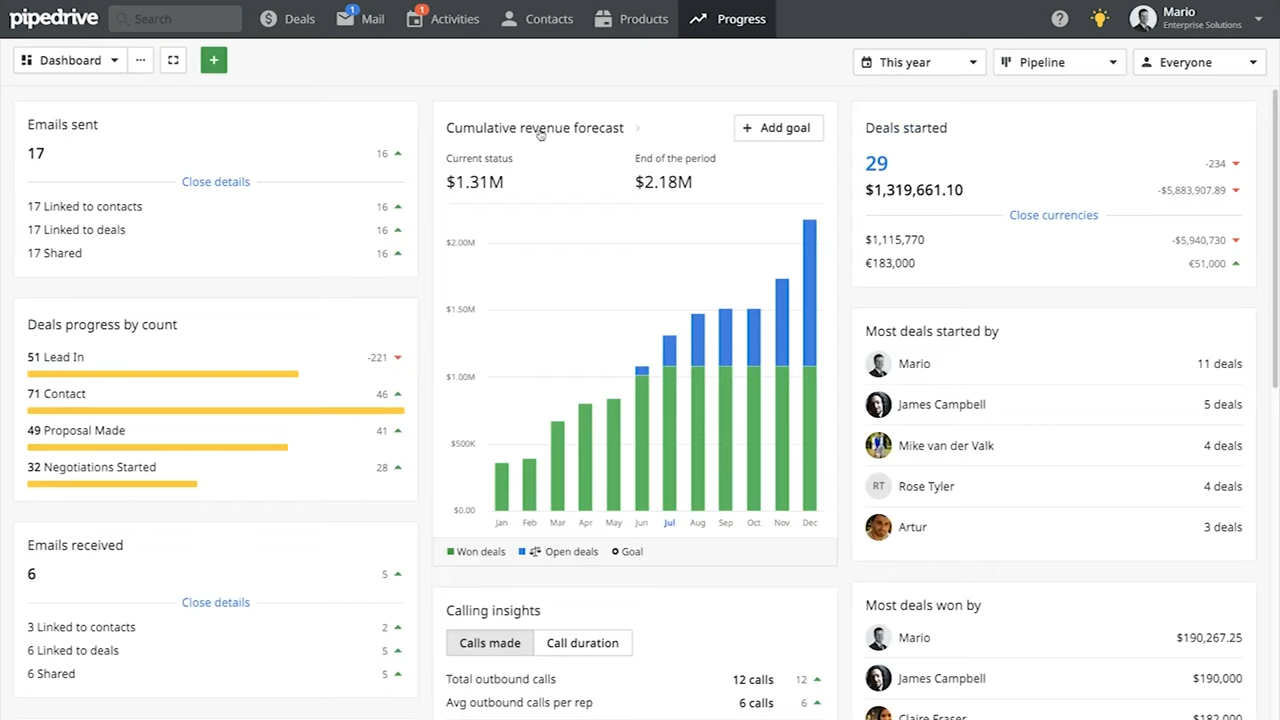 pipedrive
Search
Deals
1
Mail
1
Activities
Contacts
Products
Progress
?
Mario
Enterprise Solutions
Dashboard
...
+
This year
Pipeline
Everyone
Emails sent
17
16
Close details
17 Linked to contacts
16
17 Linked to deals
16
17 Shared
16
Deals progress by count
51 Lead In
-221
71 Contact
46
49 Proposal Made
41
32 Negotiations Started
28
Emails received
6
5
Close details
3 Linked to contacts
2
6 Linked to deals
5
6 Shared
5
Cumulative revenue forecast
+ Add goal
Current status
End of the period
$1.31M
$2.18M
$2.00M
$1.50M
$1.00M
$500K
$0.00
Jan Feb Mar Apr May Jun Jul Aug Sep Oct Nov Dec
Won deals Open deals Goal
Calling insights
Calls made
Call duration
Total outbound calls
12 calls
12
Avg outbound calls per rep
6 calls
6
Deals started
29
-234
$1,319,661.10
-$5,883,907.89
Close currencies
$1,115,770
-$5,940,730
€183,000
€51,000
Most deals started by
Mario
11 deals
James Campbell
5 deals
Mike van der Valk
4 deals
RT
Rose Tyler
4 deals
Artur
3 deals
Most deals won by
Mario
$190,267.25
James Campbell
$190,000
Claire Fraser
$182,000